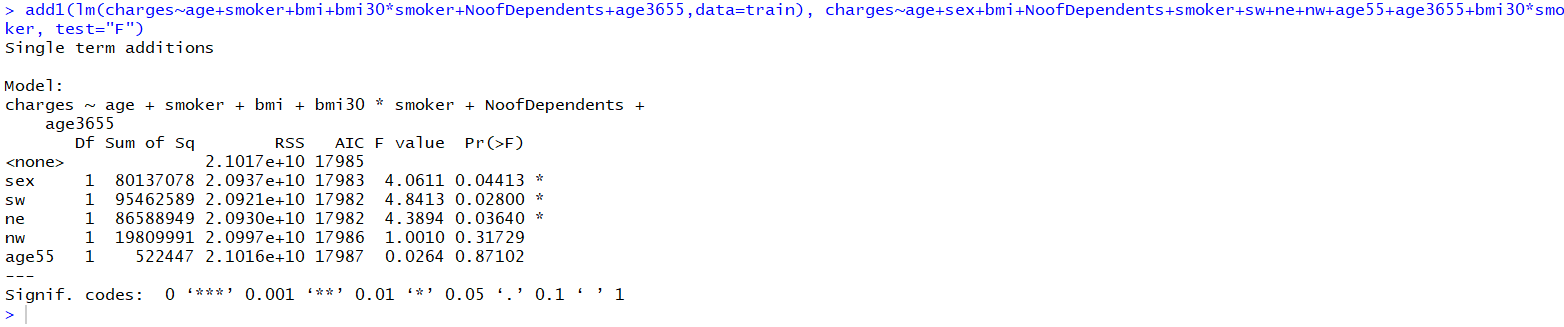 > add1(lm(charges~age+smoker+bmi+bmi30*smoker+NoofDependents+age3655,data=train), charges~age+sex+bmi+NoofDependents+smoker+sw+ne+nw+age55+age3655+bmi30*smo
ker, test="F")
Single term additions

Model:
charges ~ age + smoker + bmi + bmi30 * smoker + NoofDependents +
    age3655
       Df Sum of Sq        RSS   AIC F value  Pr(>F)
<none>              2.1017e+10 17985
sex     1  80137078 2.0937e+10 17983  4.0611 0.04413 *
sw      1  95462589 2.0921e+10 17982  4.8413 0.02800 *
ne      1  86588949 2.0930e+10 17982  4.3894 0.03640 *
nw      1  19809991 2.0997e+10 17986  1.0010 0.31729
age55   1    522447 2.1016e+10 17987  0.0264 0.87102
---
Signif. codes:  0 ‘***’ 0.001 ‘**’ 0.01 ‘*’ 0.05 ‘.’ 0.1 ‘ ’ 1
>